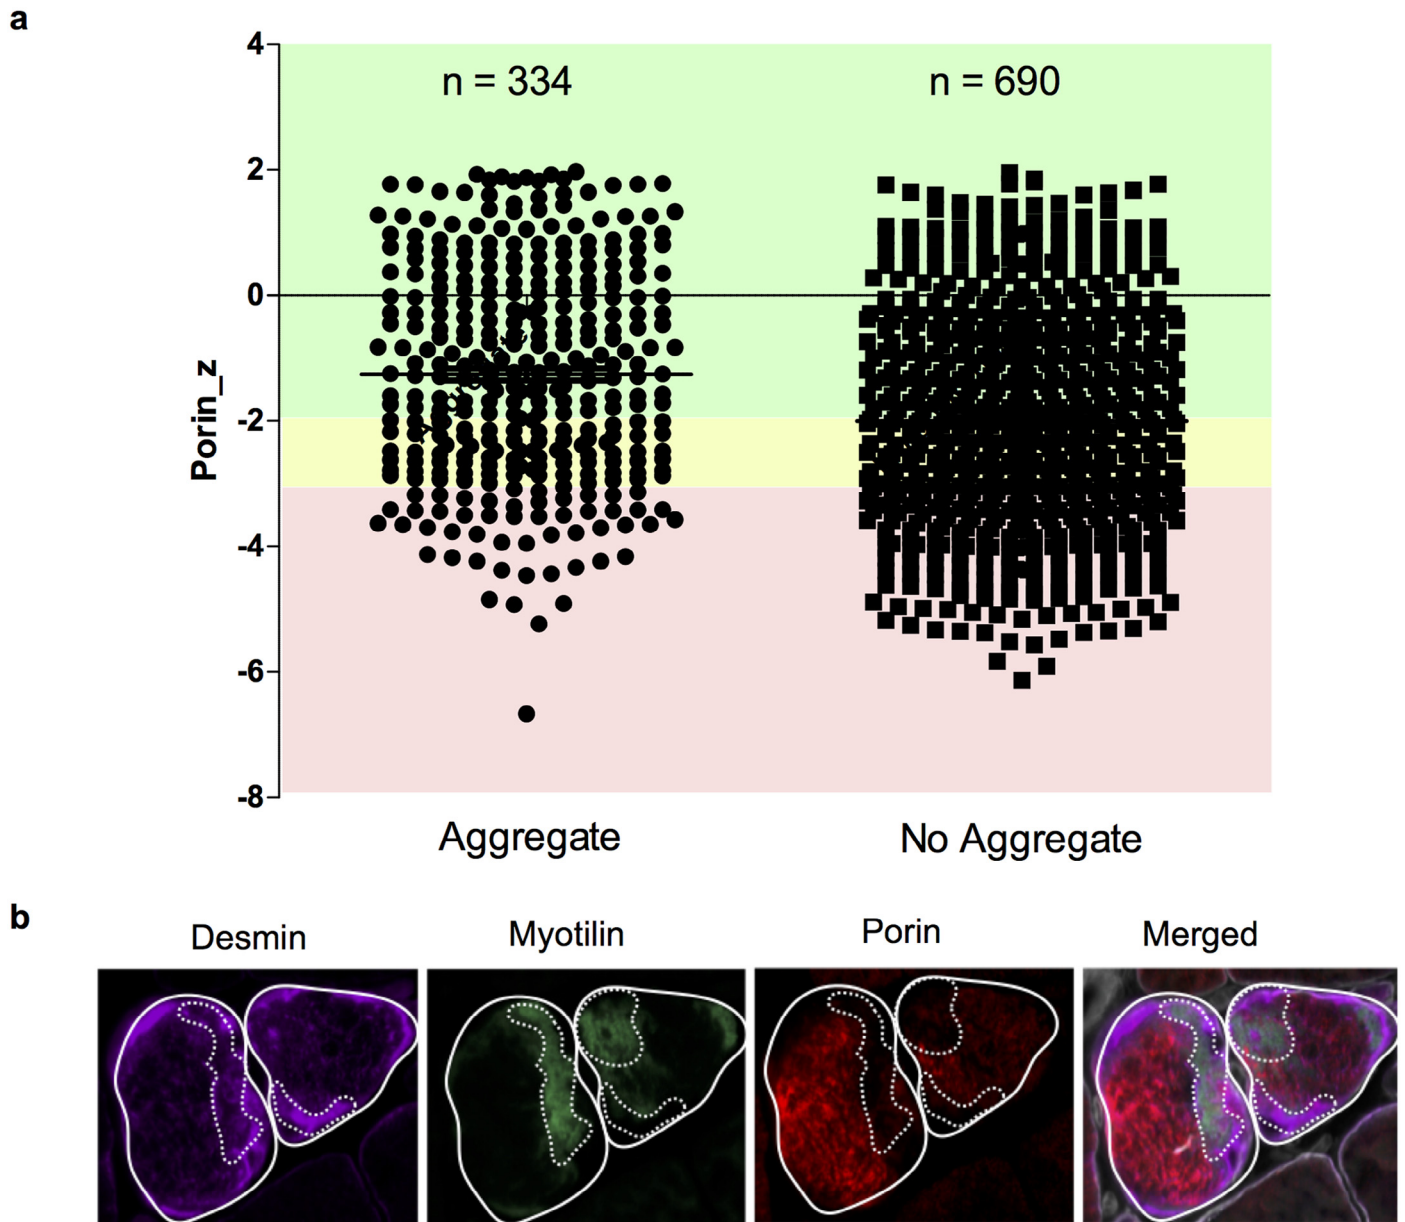 a
4
n = 334
n = 690
2
0
-2
-4
-6
-8
Porin_z
Aggregate
No Aggregate
b
Desmin
Myotilin
Porin
Merged